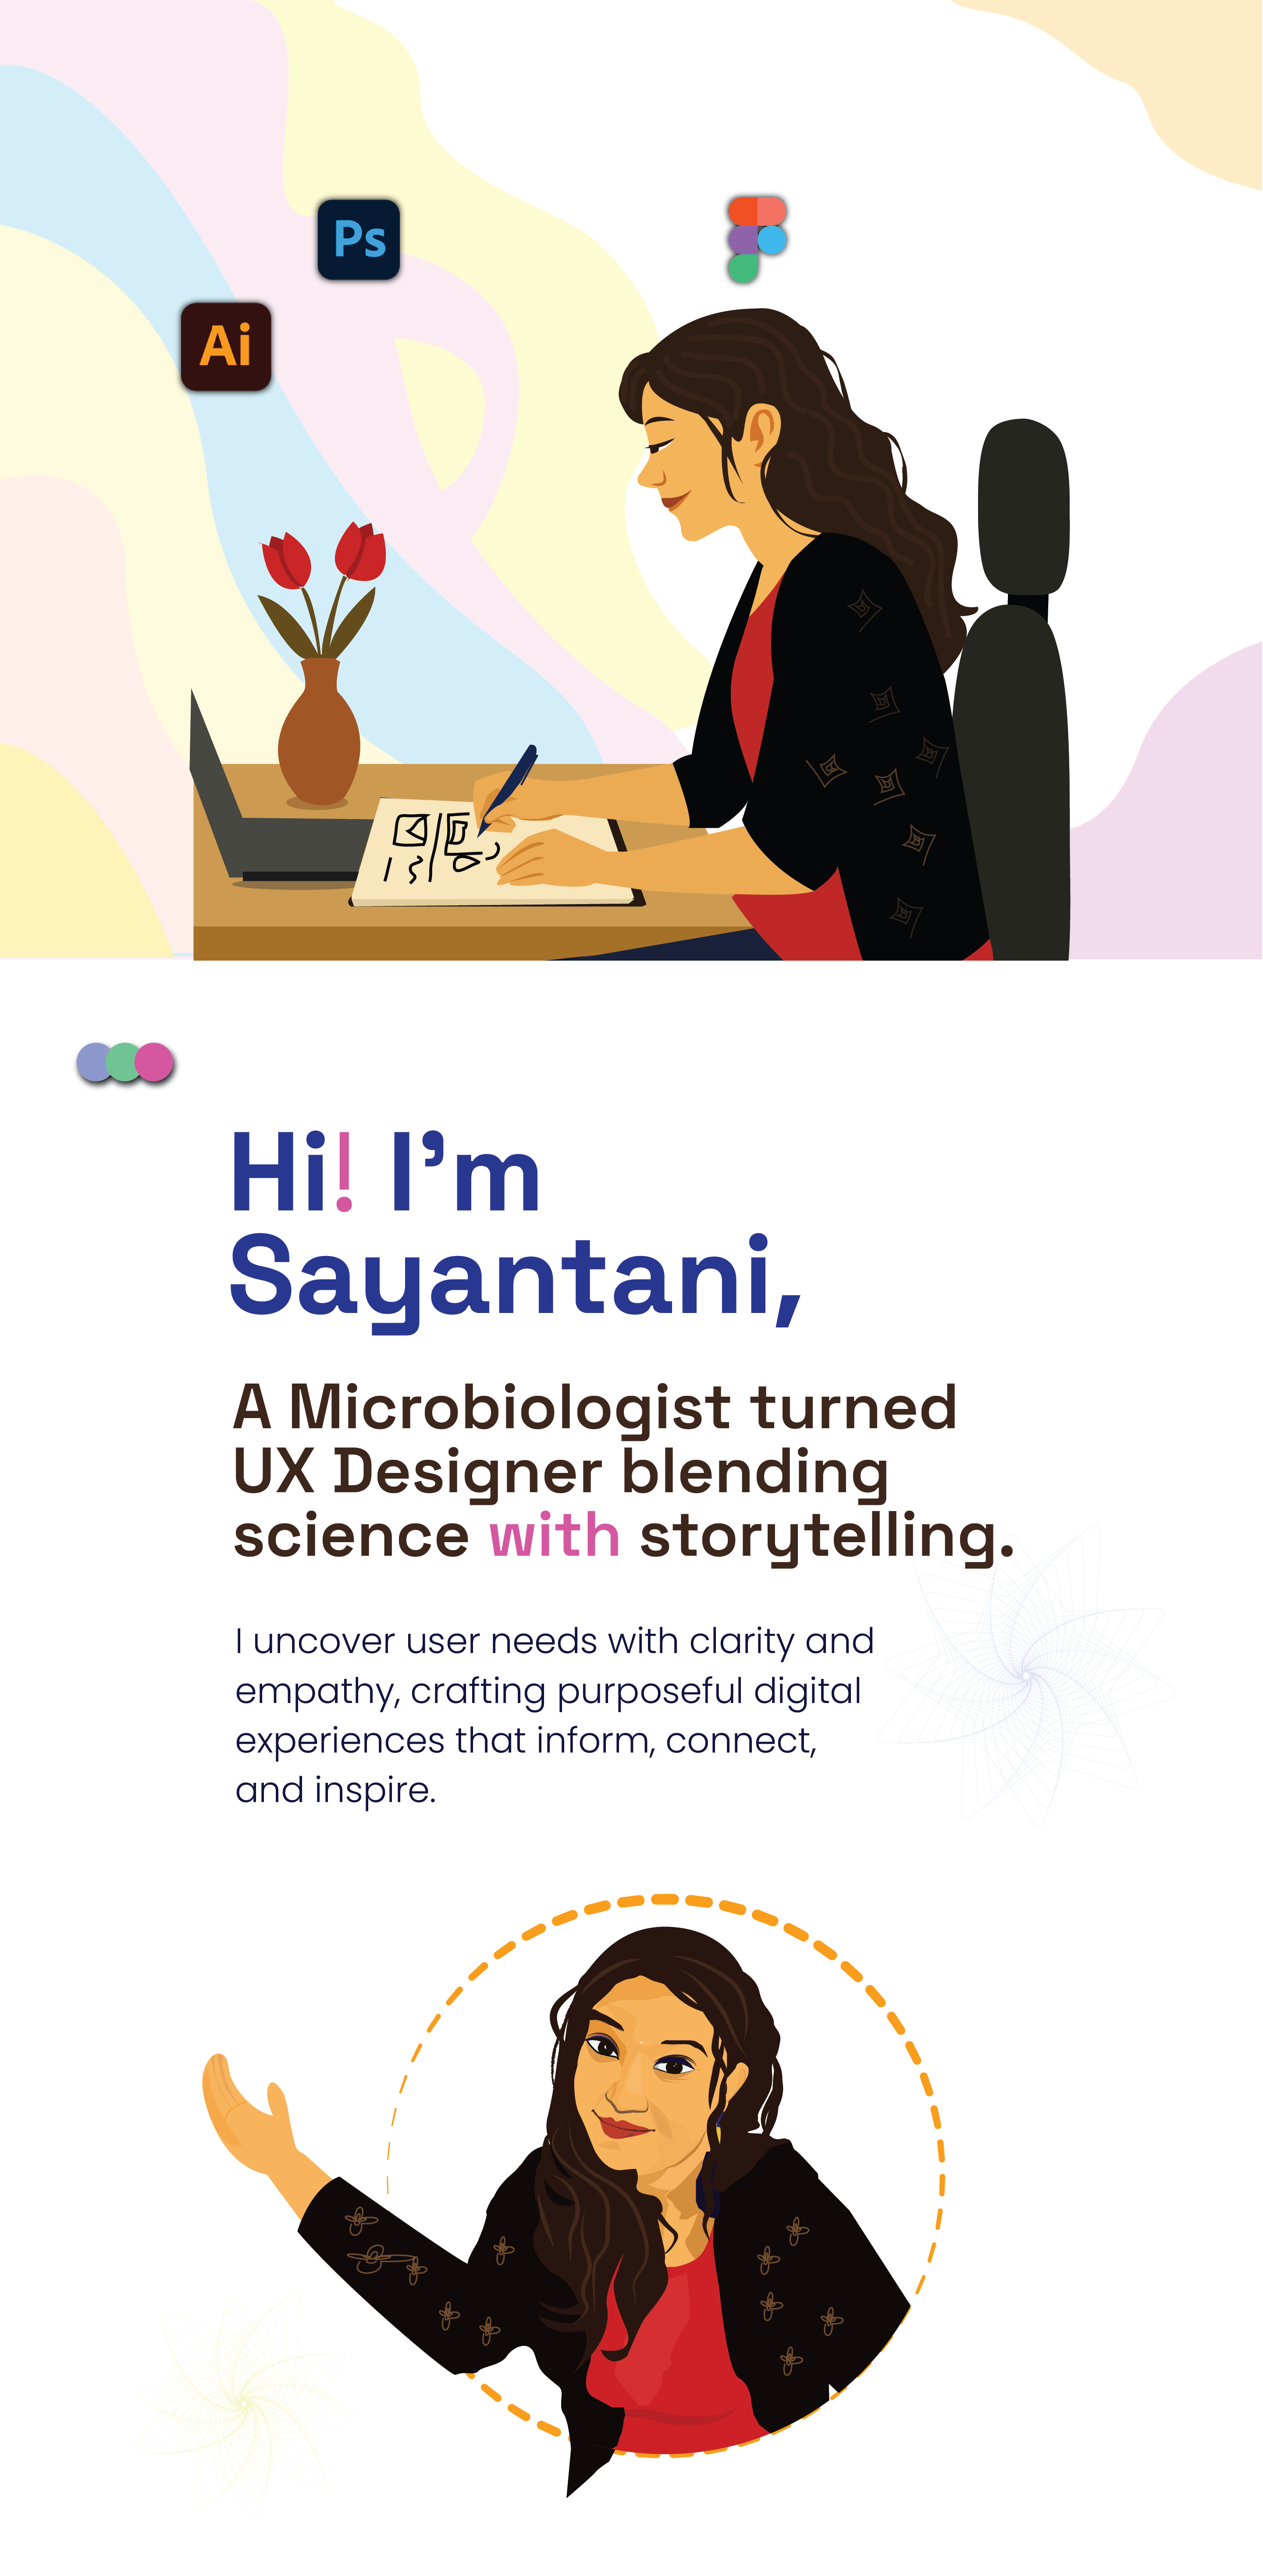 Ps
Ai
Hi! I’m
Sayantani,
A Microbiologist turned
UX Designer blending
science with storytelling.
I uncover user needs with clarity and
empathy, crafting purposeful digital
experiences that inform, connect,
and inspire.